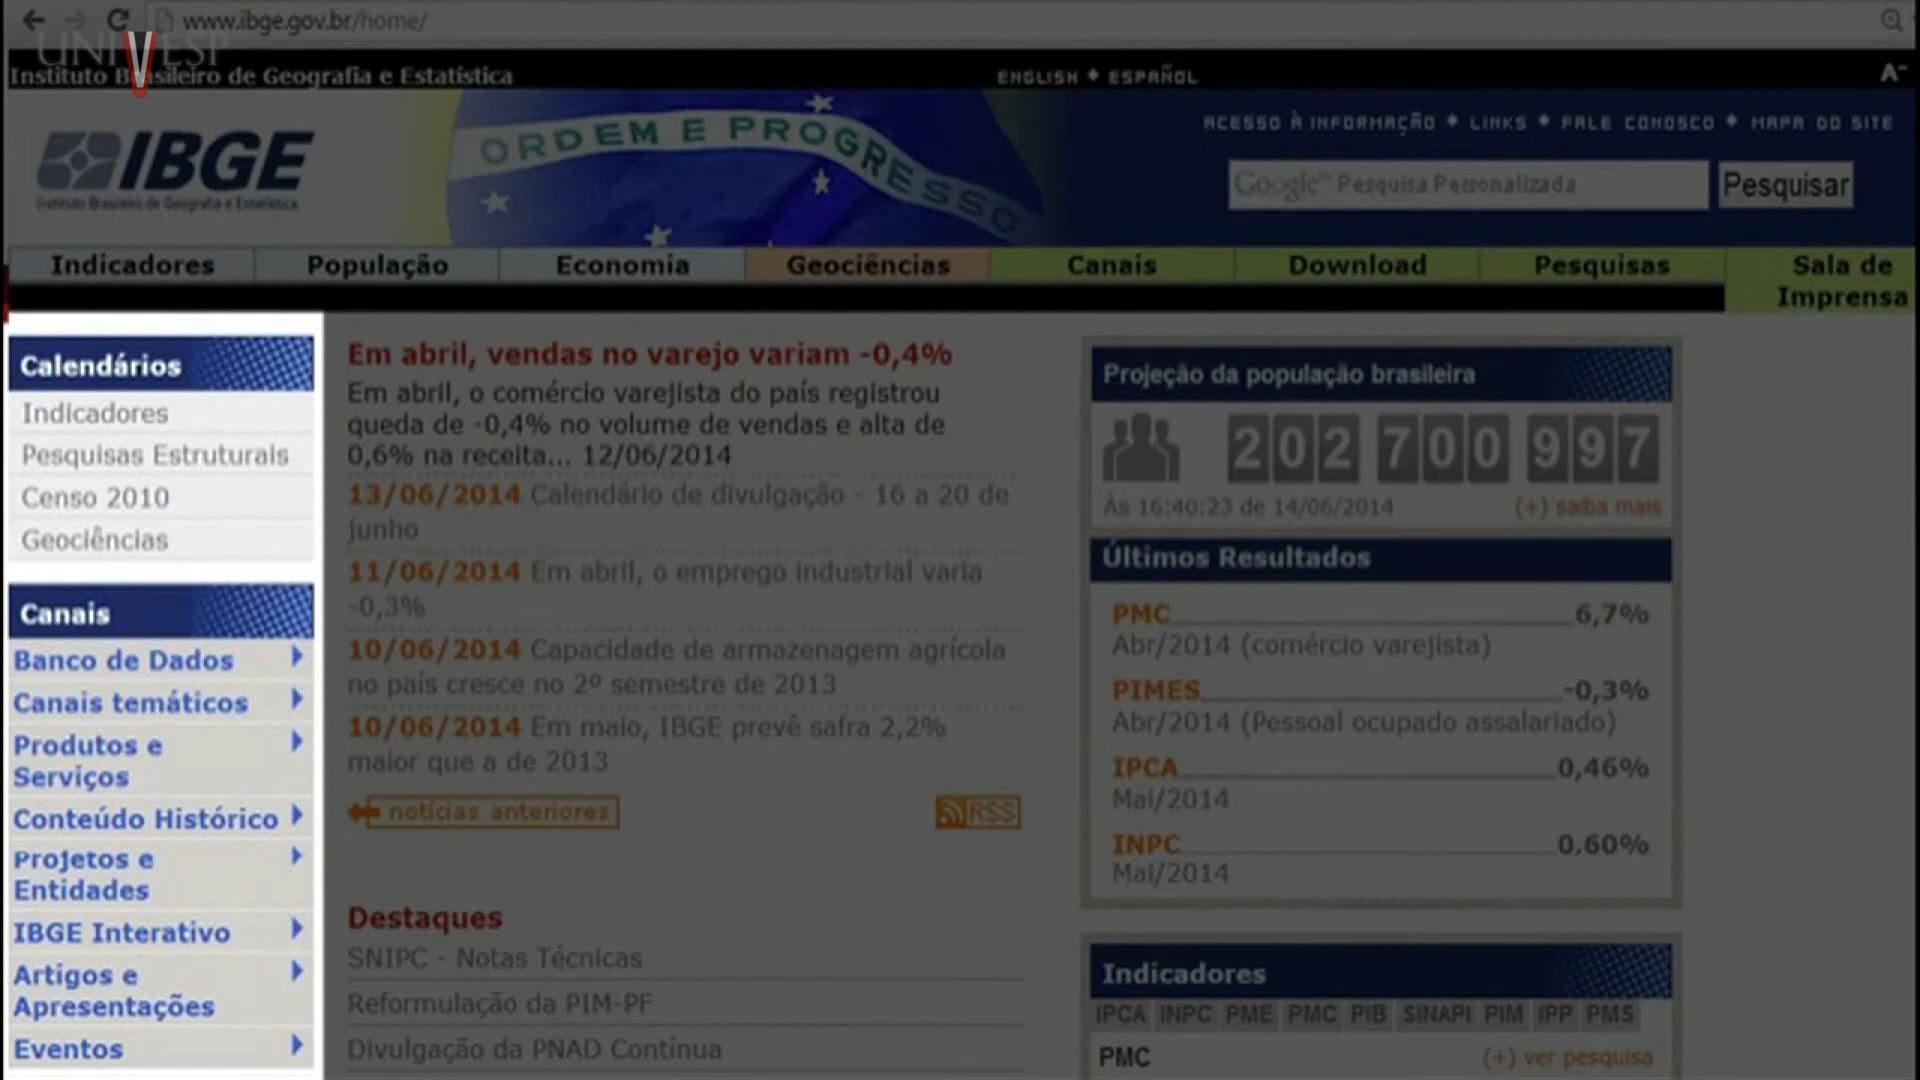 www.ibge.gov.br/home/
UNIVESP
Instituto Brasileiro de Geografia e Estatística
ENGLISH ESPAÑOL
A-
IBGE
Instituto Brasileiro de Geografia e Estatística
ORDEM E PROGRESSO
ACESSO À INFORMAÇÃO LINKS FALE CONOSCO MAPA DO SITE
Google™ Pesquisa Personalizada
Pesquisar
Indicadores
População
Economia
Geociências
Canais
Download
Pesquisas
Sala de
Imprensa
Calendários
Indicadores
Pesquisas Estruturais
Censo 2010
Geociências
Canais
Banco de Dados
Canais temáticos
Produtos e
Serviços
Conteúdo Histórico
Projetos e
Entidades
IBGE Interativo
Artigos e
Apresentações
Eventos
Em abril, vendas no varejo variam -0,4%
Em abril, o comércio varejista do país registrou
queda de -0,4% no volume de vendas e alta de
0,6% na receita... 12/06/2014
13/06/2014 Calendário de divulgação - 16 a 20 de
junho
11/06/2014 Em abril, o emprego industrial varia
-0,3%
10/06/2014 Capacidade de armazenagem agrícola
no país cresce no 2º semestre de 2013
10/06/2014 Em maio, IBGE prevê safra 2,2%
maior que a de 2013
notícias anteriores
RSS
Destaques
SNIPC - Notas Técnicas
Reformulação da PIM-PF
Divulgação da PNAD Contínua
Projeção da população brasileira
202 700 997
Às 16:40:23 de 14/06/2014 (+) saiba mais
Últimos Resultados
PMC 6,7%
Abr/2014 (comércio varejista)
PIMES -0,3%
Abr/2014 (Pessoal ocupado assalariado)
IPCA 0,46%
Mai/2014
INPC 0,60%
Mai/2014
Indicadores
IPCA INPC PME PMC PIB SINAPI PIM IPP PMS
PMC (+) ver pesquisa